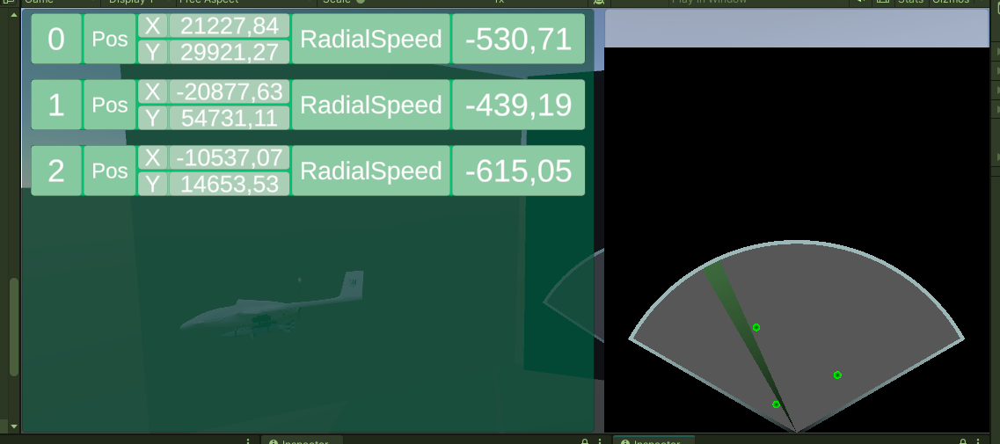 Game Display 1 Free Aspect Scale 1x Play In Window Stats Gizmos
0 Pos X 21227,84 RadialSpeed -530,71
Y 29921,27
1 Pos X -20877,63 RadialSpeed -439,19
Y 54731,11
2 Pos X -10537,07 RadialSpeed -615,05
Y 14653,53
Inspector Inspector